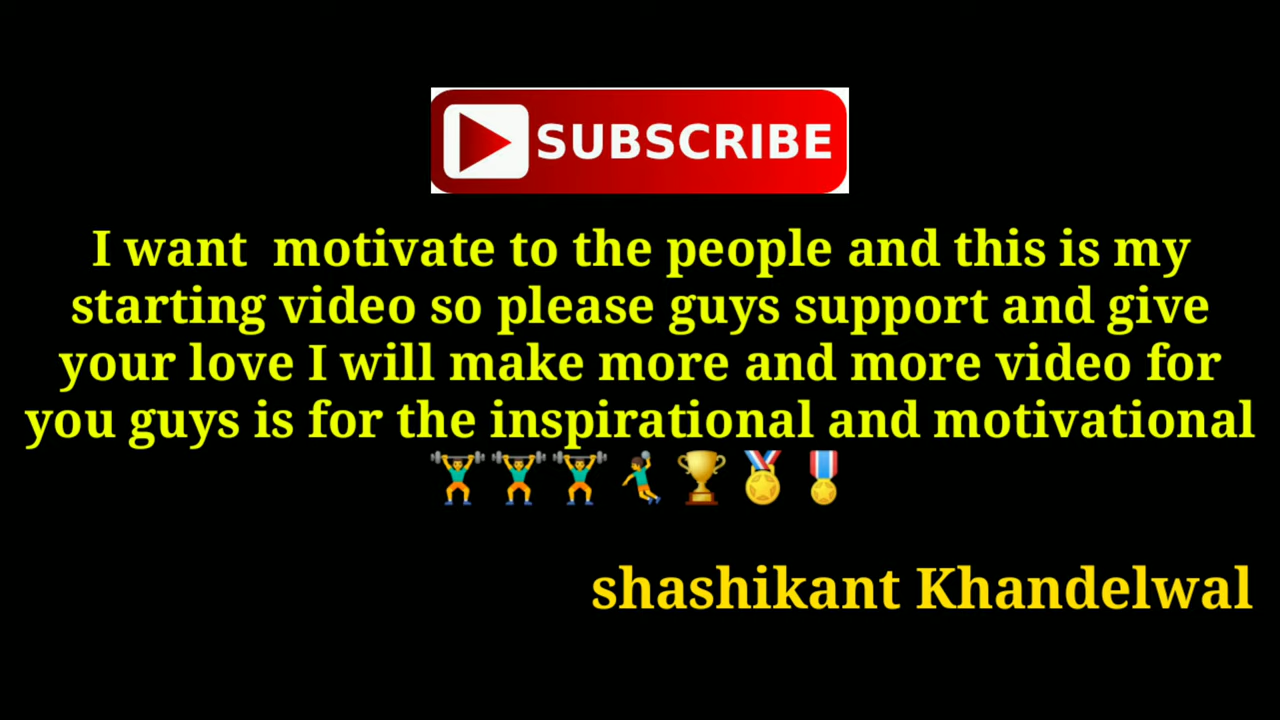 SUBSCRIBE
I want  motivate to the people and this is my
starting video so please guys support and give
your love I will make more and more video for
you guys is for the inspirational and motivational
🏋️🏋️🏋️🤾🏆🏅🎖️
shashikant Khandelwal